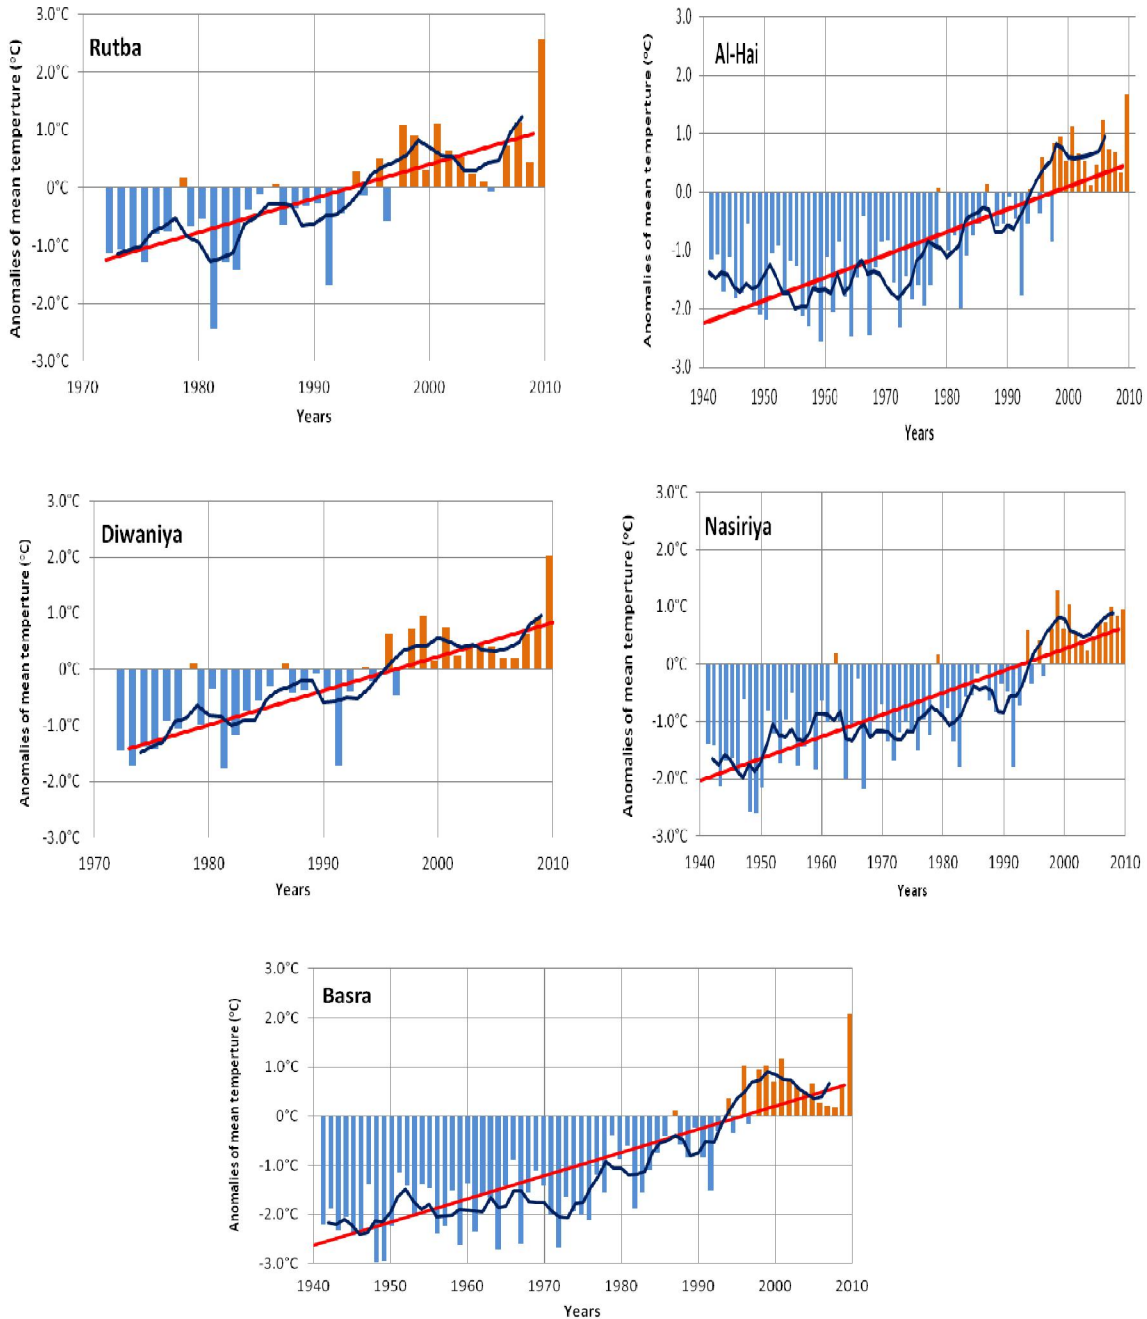 Rutba
Anomalies of mean temperture (°C)
3.0°C
2.0°C
1.0°C
0°C
-1.0°C
-2.0°C
-3.0°C
1970 1980 1990 2000 2010
Years
Al-Hai
Anomalies of mean temperture (°C)
3.0
2.0
1.0
0.0
-1.0
-2.0
-3.0
1940 1950 1960 1970 1980 1990 2000 2010
Years
Diwaniya
Anomalies of mean temperture (°C)
3.0°C
2.0°C
1.0°C
0°C
-1.0°C
-2.0°C
-3.0°C
1970 1980 1990 2000 2010
Years
Nasiriya
Anomalies of mean temperture (°C)
3.0°C
2.0°C
1.0°C
0°C
-1.0°C
-2.0°C
-3.0°C
1940 1950 1960 1970 1980 1990 2000 2010
Years
Basra
Anomalies of mean temperture (°C)
3.0°C
2.0°C
1.0°C
0°C
-1.0°C
-2.0°C
-3.0°C
1940 1950 1960 1970 1980 1990 2000 2010
Years